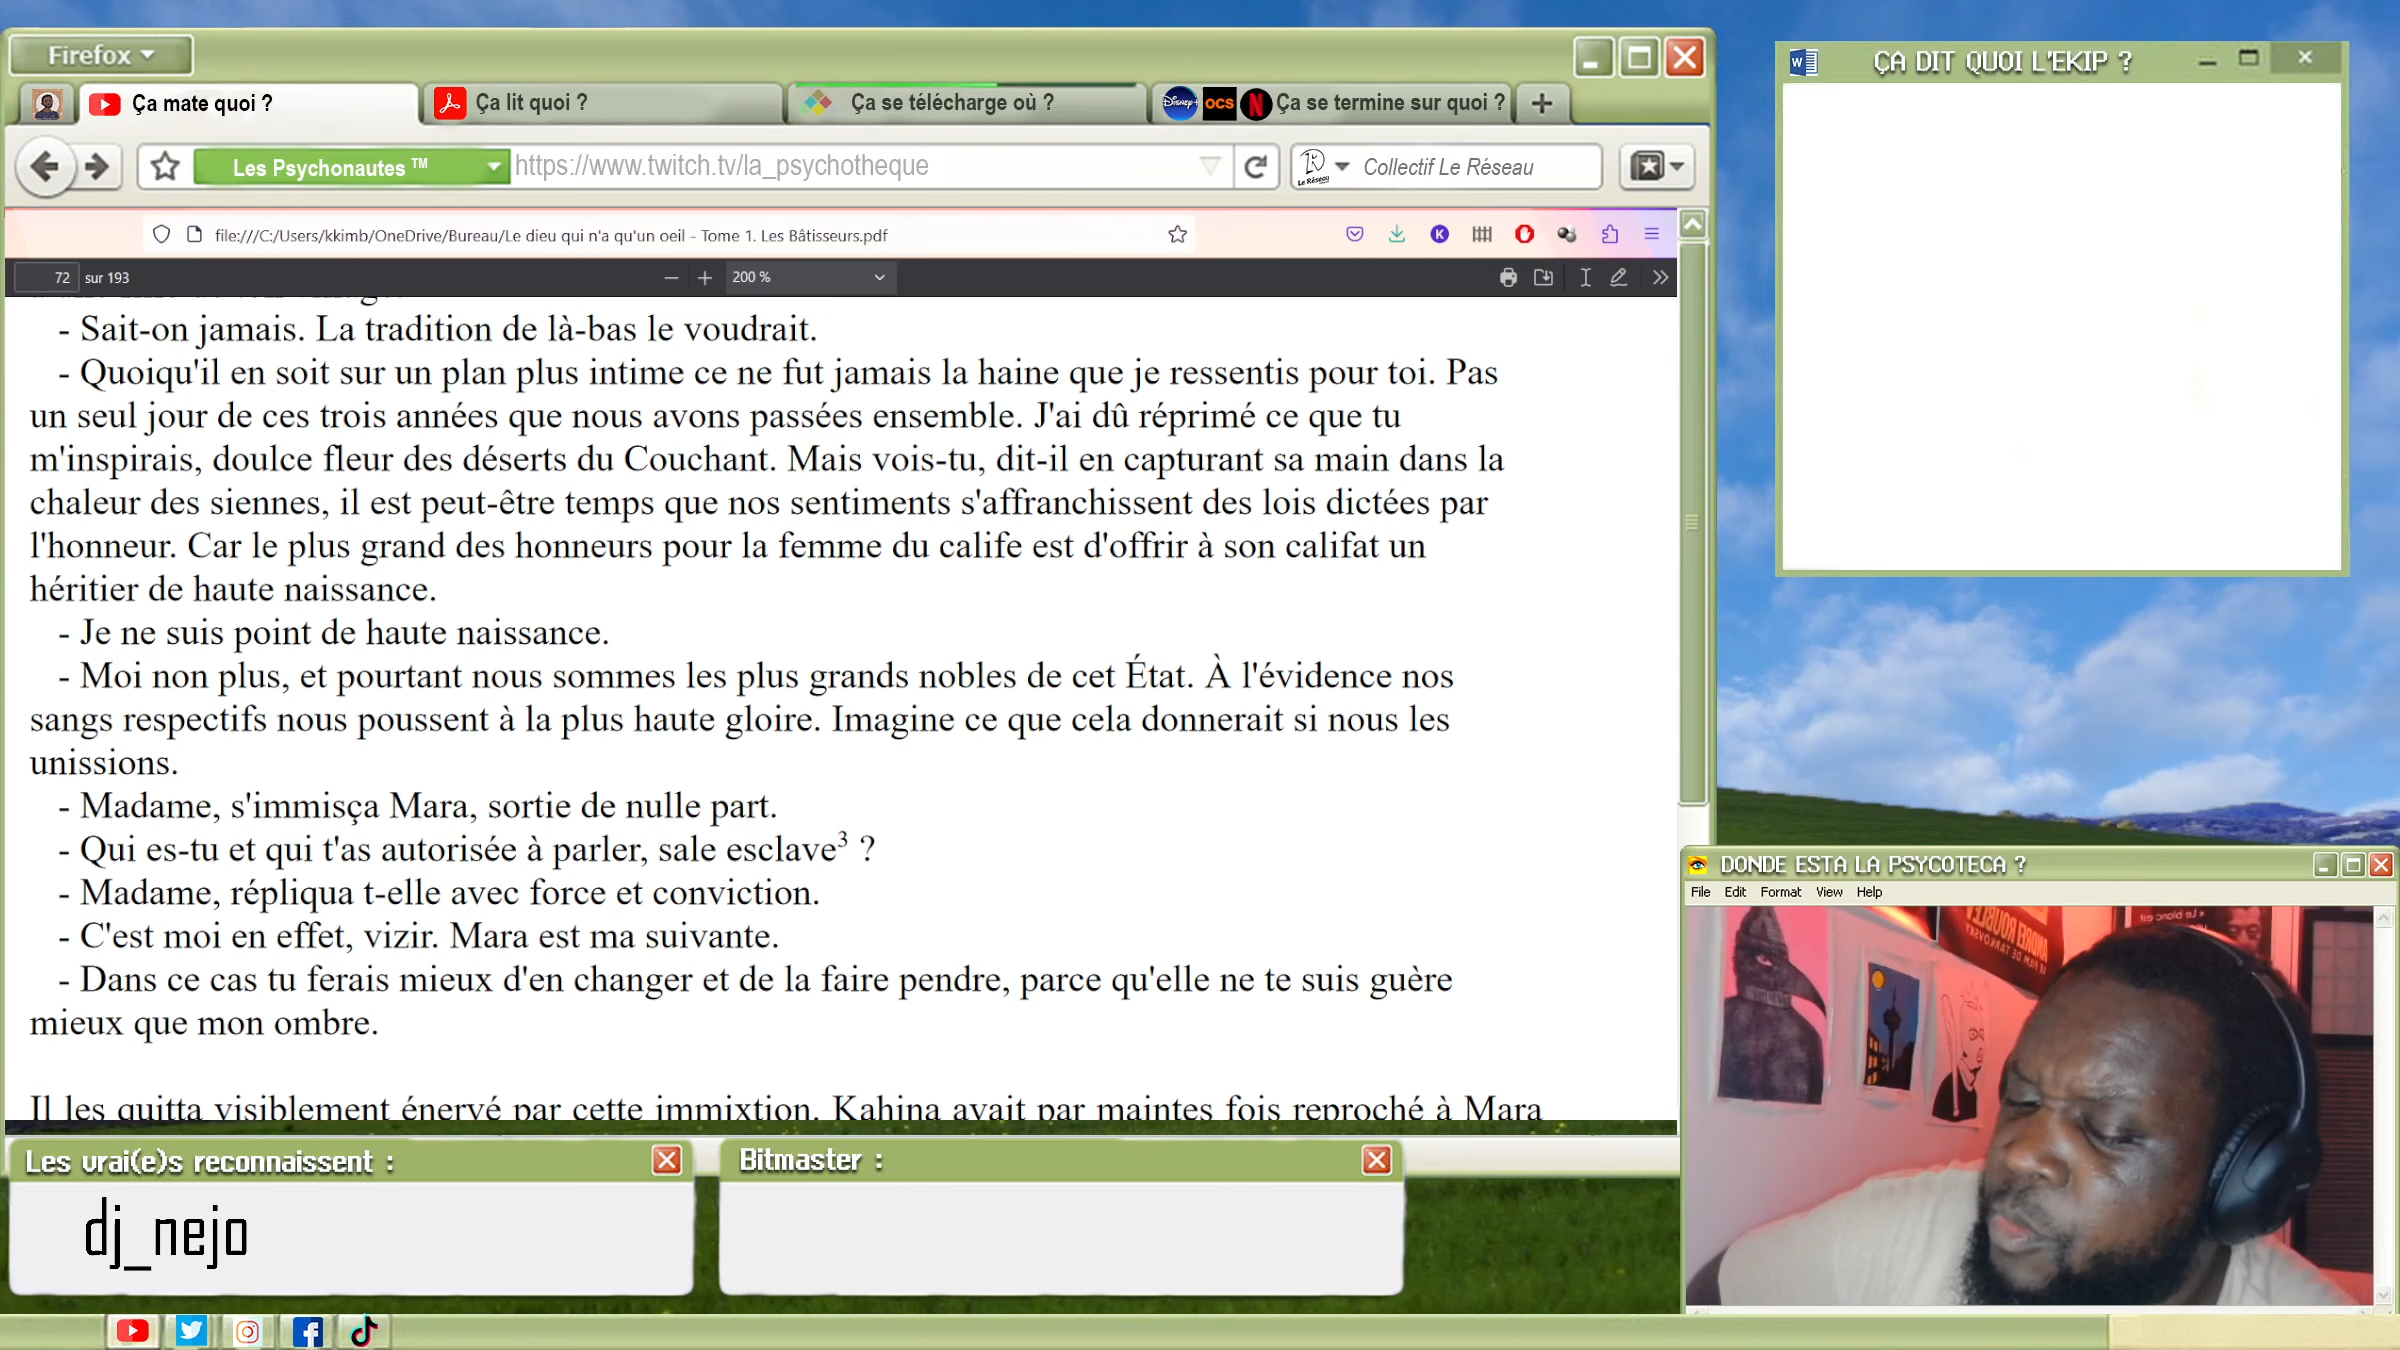 Firefox
Ça mate quoi ?
Ça lit quoi ?
Ça se télécharge où ?
Disney+ OCS N Ça se termine sur quoi ?
Les Psychonautes ™
https://www.twitch.tv/la_psychotheque
Le Réseau
Collectif Le Réseau
file:///C:/Users/kkimb/OneDrive/Bureau/Le dieu qui n'a qu'un oeil - Tome 1. Les Bâtisseurs.pdf
K
72 sur 193
200 %
- Sait-on jamais. La tradition de là-bas le voudrait.
- Quoiqu'il en soit sur un plan plus intime ce ne fut jamais la haine que je ressentis pour toi. Pas
un seul jour de ces trois années que nous avons passées ensemble. J'ai dû réprimé ce que tu
m'inspirais, doulce fleur des déserts du Couchant. Mais vois-tu, dit-il en capturant sa main dans la
chaleur des siennes, il est peut-être temps que nos sentiments s'affranchissent des lois dictées par
l'honneur. Car le plus grand des honneurs pour la femme du calife est d'offrir à son califat un
héritier de haute naissance.
- Je ne suis point de haute naissance.
- Moi non plus, et pourtant nous sommes les plus grands nobles de cet État. À l'évidence nos
sangs respectifs nous poussent à la plus haute gloire. Imagine ce que cela donnerait si nous les
unissions.
- Madame, s'immisça Mara, sortie de nulle part.
- Qui es-tu et qui t'as autorisée à parler, sale esclave³ ?
- Madame, répliqua t-elle avec force et conviction.
- C'est moi en effet, vizir. Mara est ma suivante.
- Dans ce cas tu ferais mieux d'en changer et de la faire pendre, parce qu'elle ne te suis guère
mieux que mon ombre.
Il les quitta visiblement énervé par cette immixtion. Kahina avait par maintes fois reproché à Mara
Les vrai(e)s reconnaissent :
dj_nejo
Bitmaster :
W
ÇA DIT QUOI L'EKIP ?
DONDE ESTA LA PSYCOTECA ?
File Edit Format View Help
ANDREI ROUBLEV
LE FILM DE TARKOVSKY
« Le blanc est